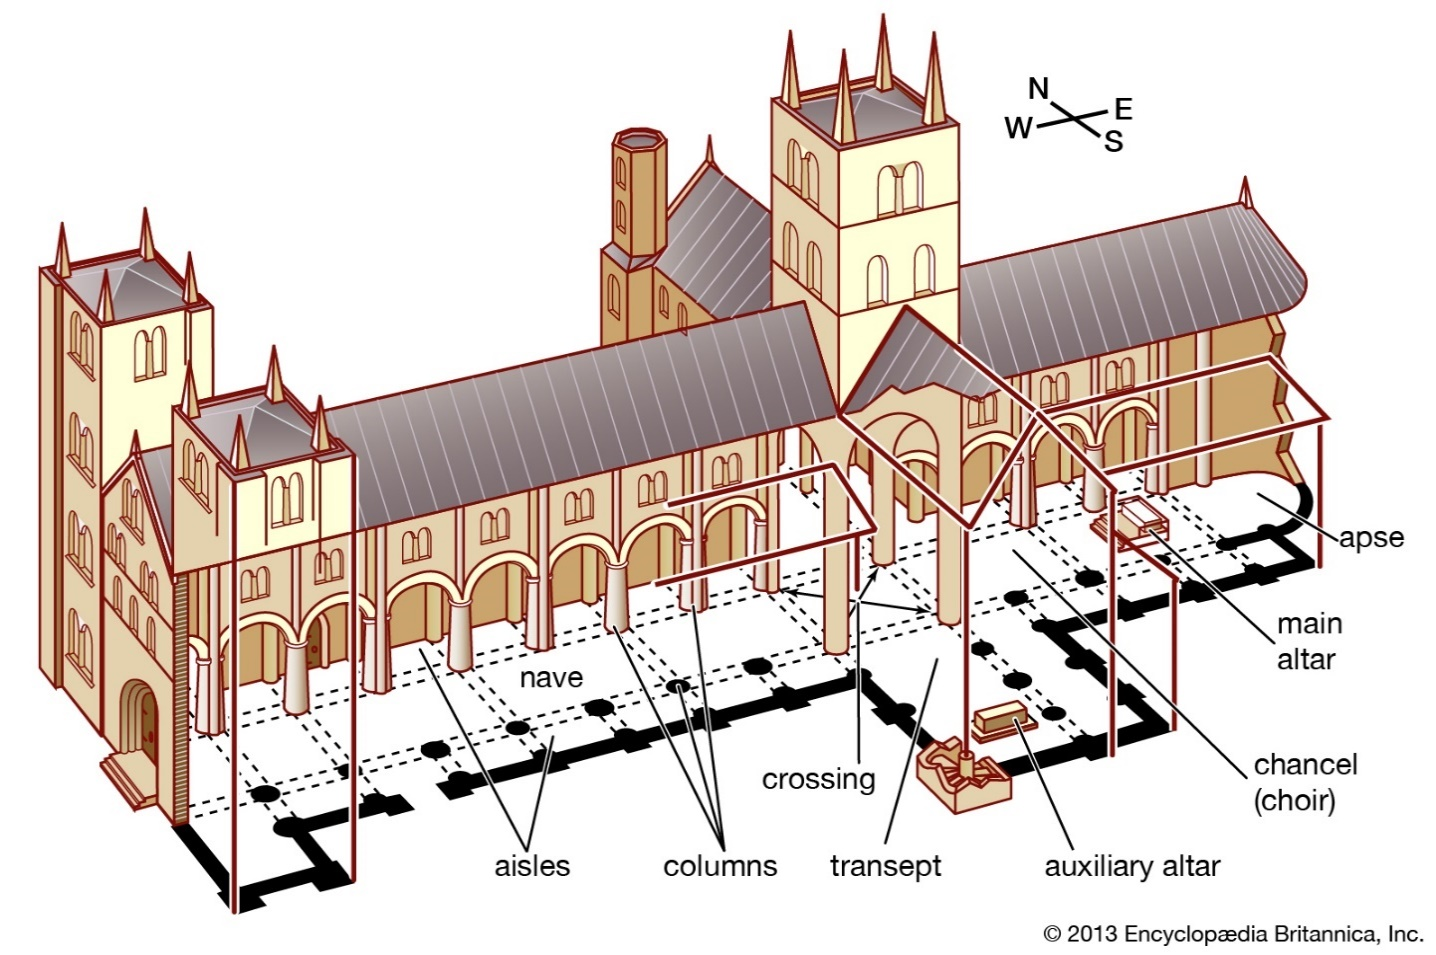 N
E
W
S
apse
main
altar
nave
chancel
(choir)
crossing
aisles
columns
transept
auxiliary altar
© 2013 Encyclopædia Britannica, Inc.